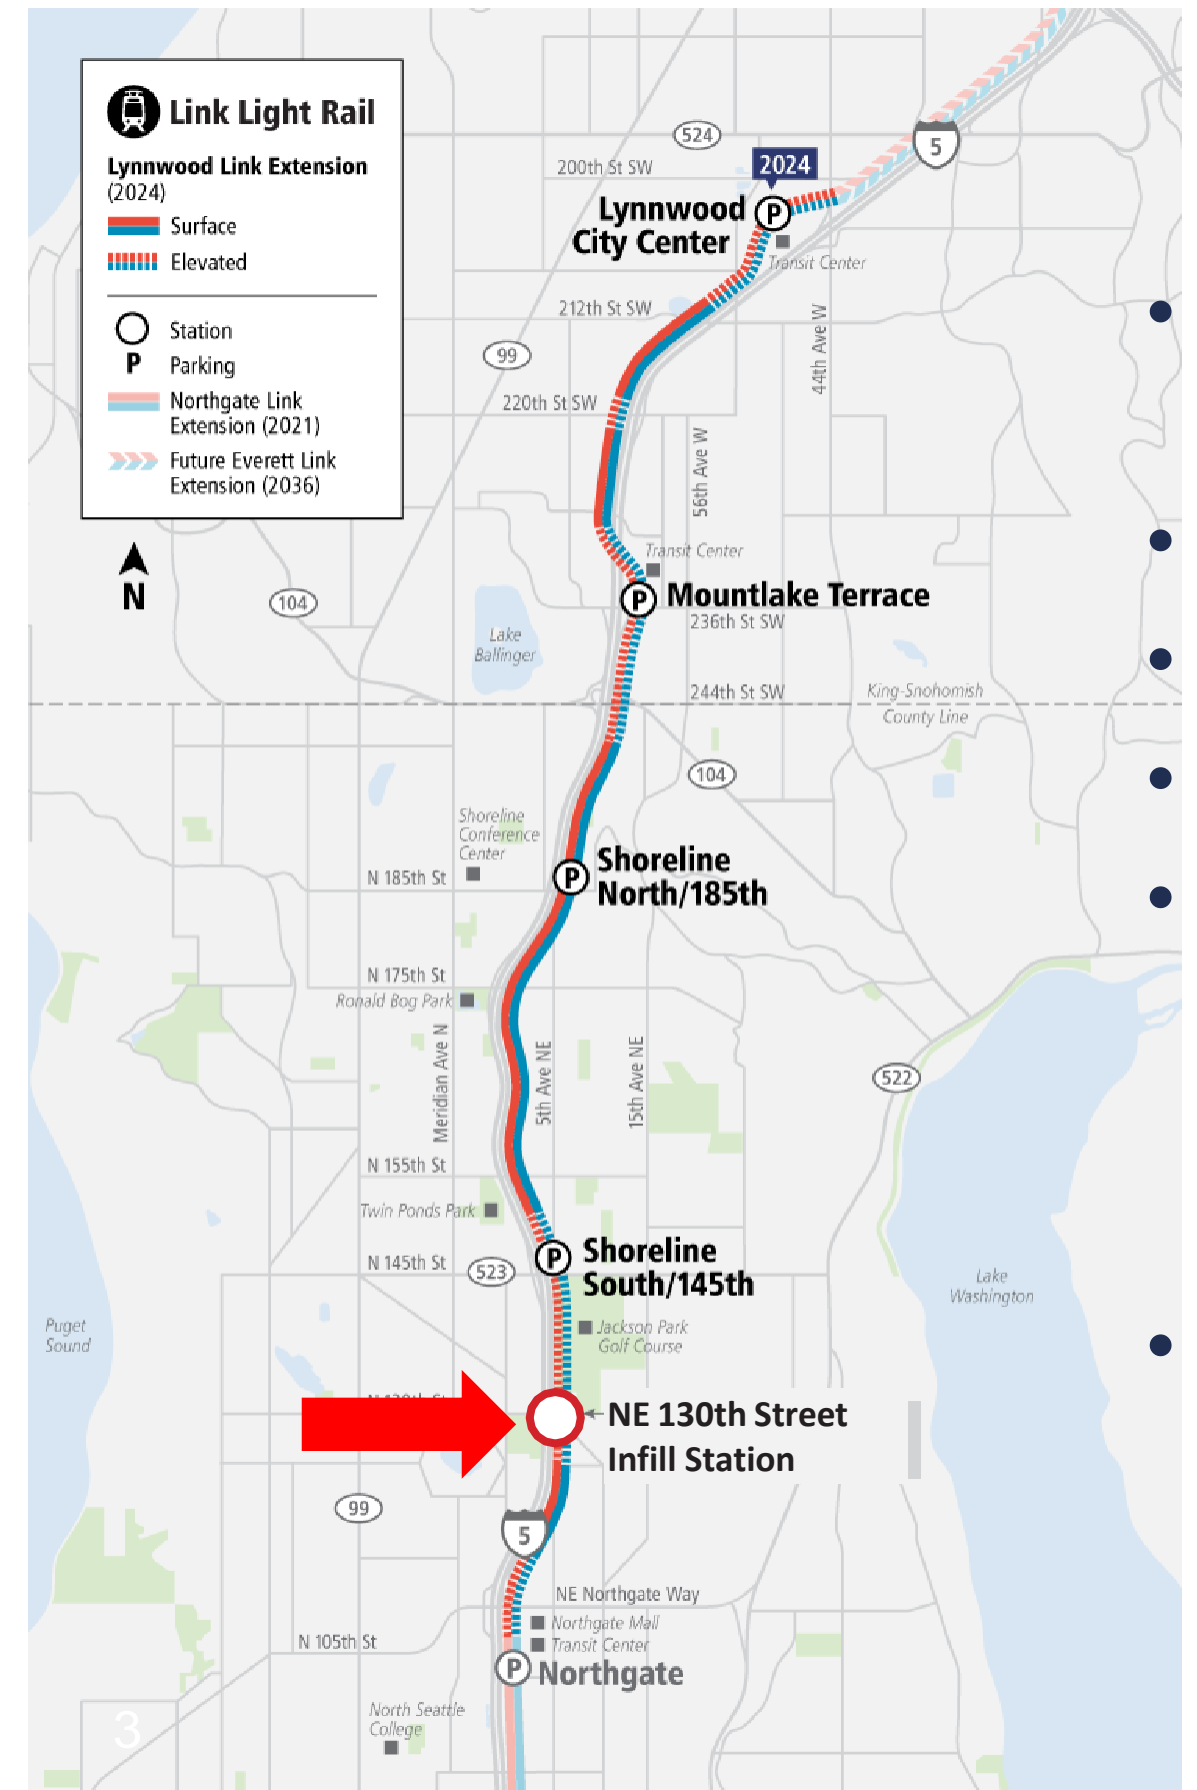 Link Light Rail
Lynnwood Link Extension
(2024)
Surface
Elevated
Station
P Parking
Northgate Link
Extension (2021)
Future Everett Link
Extension (2036)
N
524
5
200th St SW
2024
Lynnwood
City Center
P
Transit Center
212th St SW
44th Ave W
99
220th St SW
56th Ave W
Transit Center
P
Mountlake Terrace
104
236th St SW
Lake
Ballinger
244th St SW
King-Snohomish
County Line
104
Shoreline
Conference
Center
N 185th St
P
Shoreline
North/185th
N 175th St
Ronald Bog Park
Meridian Ave N
5th Ave NE
15th Ave NE
522
N 155th St
Twin Ponds Park
N 145th St
523
P
Shoreline
South/145th
Lake
Washington
Puget
Sound
Jackson Park
Golf Course
NE 130th Street
Infill Station
99
5
NE Northgate Way
Northgate Mall
Transit Center
N 105th St
P
Northgate
North Seattle
College
3